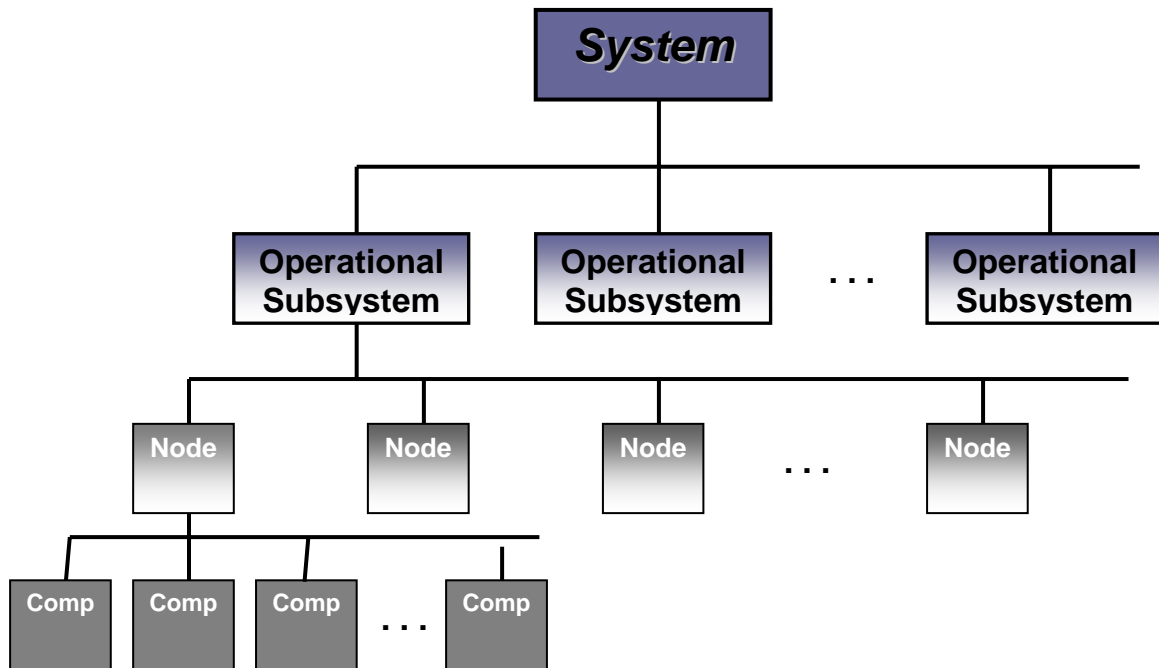 System
Operational
Subsystem
Operational
Subsystem
. . .
Operational
Subsystem
Node
Node
Node
. . .
Node
Comp
Comp
Comp
. . .
Comp